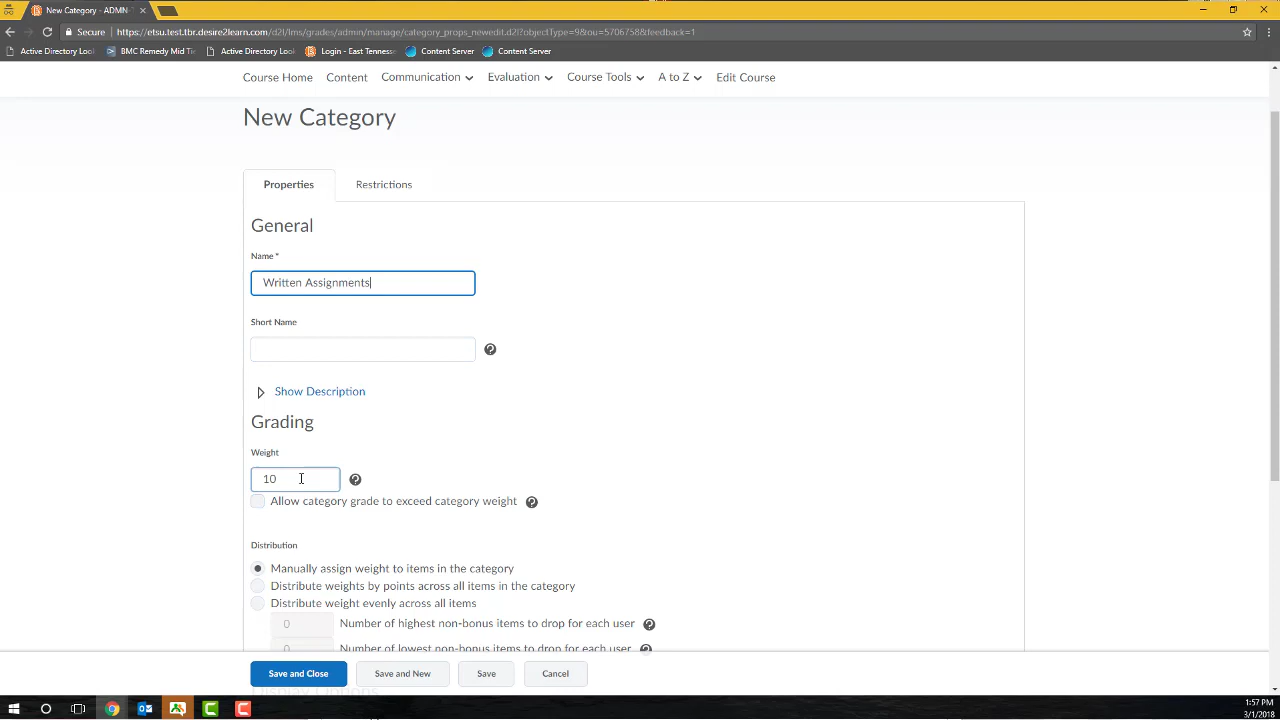 New Category - ADMN-T
Secure
https://etsu.test.tbr.desire2learn.com/d2l/lms/grades/admin/manage/category_props_newedit.d2l?objectType=9&ou=5706758&feedback=1
Active Directory Look
BMC Remedy Mid Tie
Active Directory Look
Login - East Tennesse
Content Server
Content Server
Course Home
Content
Communication
Evaluation
Course Tools
A to Z
Edit Course
New Category
Properties
Restrictions
General
Name *
Written Assignments
Short Name
Show Description
Grading
Weight
10
Allow category grade to exceed category weight
Distribution
Manually assign weight to items in the category
Distribute weights by points across all items in the category
Distribute weight evenly across all items
0
Number of highest non-bonus items to drop for each user
0
Number of lowest non-bonus items to drop for each user
Save and Close
Save and New
Save
Cancel
Display Options
1:57 PM
3/1/2018